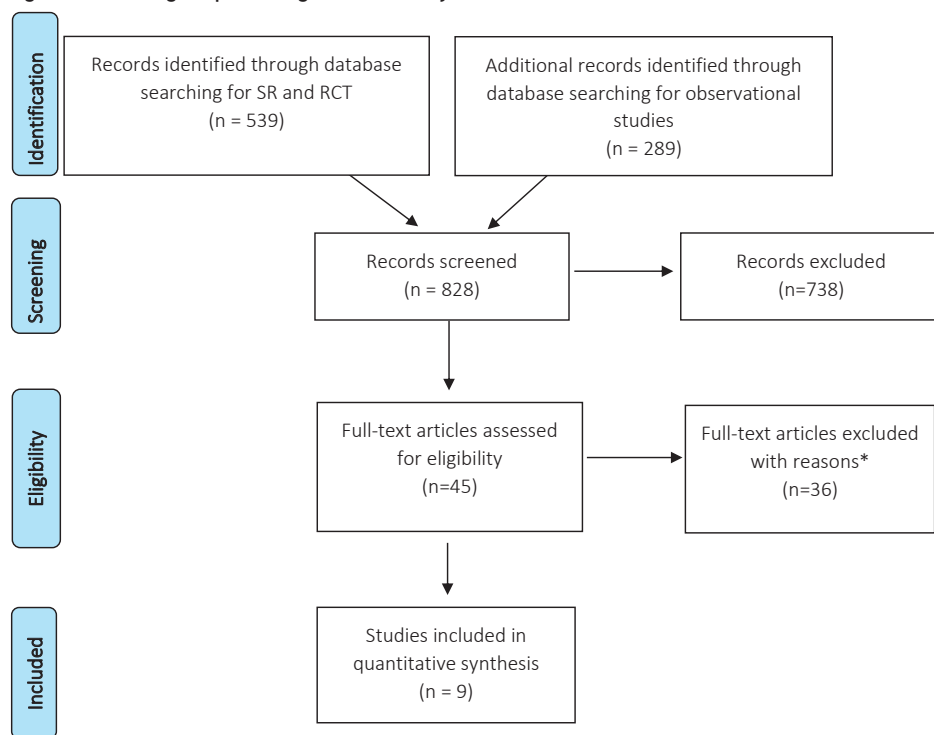 Identification
Records identified through database
searching for SR and RCT
(n = 539)
Additional records identified through
database searching for observational
studies
(n = 289)
Screening
Records screened
(n = 828)
Records excluded
(n=738)
Eligibility
Full-text articles assessed
for eligibility
(n=45)
Full-text articles excluded
with reasons*
(n=36)
Included
Studies included in
quantitative synthesis
(n = 9)